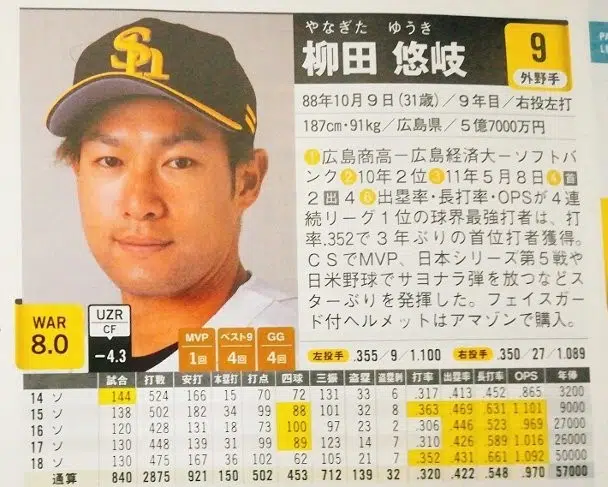 Sh
やなぎた ゆうき
柳田 悠岐
9
外野手
88年10月9日(31歳)／9年目／右投左打
187cm・91kg／広島県／5億7000万円
❶広島商高ー広島経済大ーソフトバ
ンク❷10年2位❸11年5月8日❹首
2出4❻出塁率・長打率・OPSが4連
続リーグ1位の球界最強打者は、打
率.352で3年ぶりの首位打者獲得。
CSでMVP、日本シリーズ第5戦や
日米野球でサヨナラ弾を放つなどス
ターぶりを発揮した。フェイスガー
ド付ヘルメットはアマゾンで購入。
WAR
8.0
UZR
CF
－4.3
MVP
1回
ベスト9
4回
GG
4回
左投手 .355／9／1.100 右投手 .350／27／1.089
試合 打数 安打 本塁打 打点 四球 三振 盗塁 盗塁刺 打率 出塁率 長打率 OPS 年俸
14 ソ 144 524 166 15 70 72 131 33 6 .317 .413 .452 .865 3200
15 ソ 138 502 182 34 99 88 101 32 8 .363 .469 .631 1.101 9000
16 ソ 120 428 131 18 73 100 97 23 2 .306 .446 .523 .969 27000
17 ソ 130 448 139 31 99 89 123 14 7 .310 .426 .589 1.016 26000
18 ソ 130 475 167 36 102 62 105 21 7 .352 .431 .661 1.092 50000
通算 840 2875 921 150 502 453 712 139 32 .320 .422 .548 .970 57000